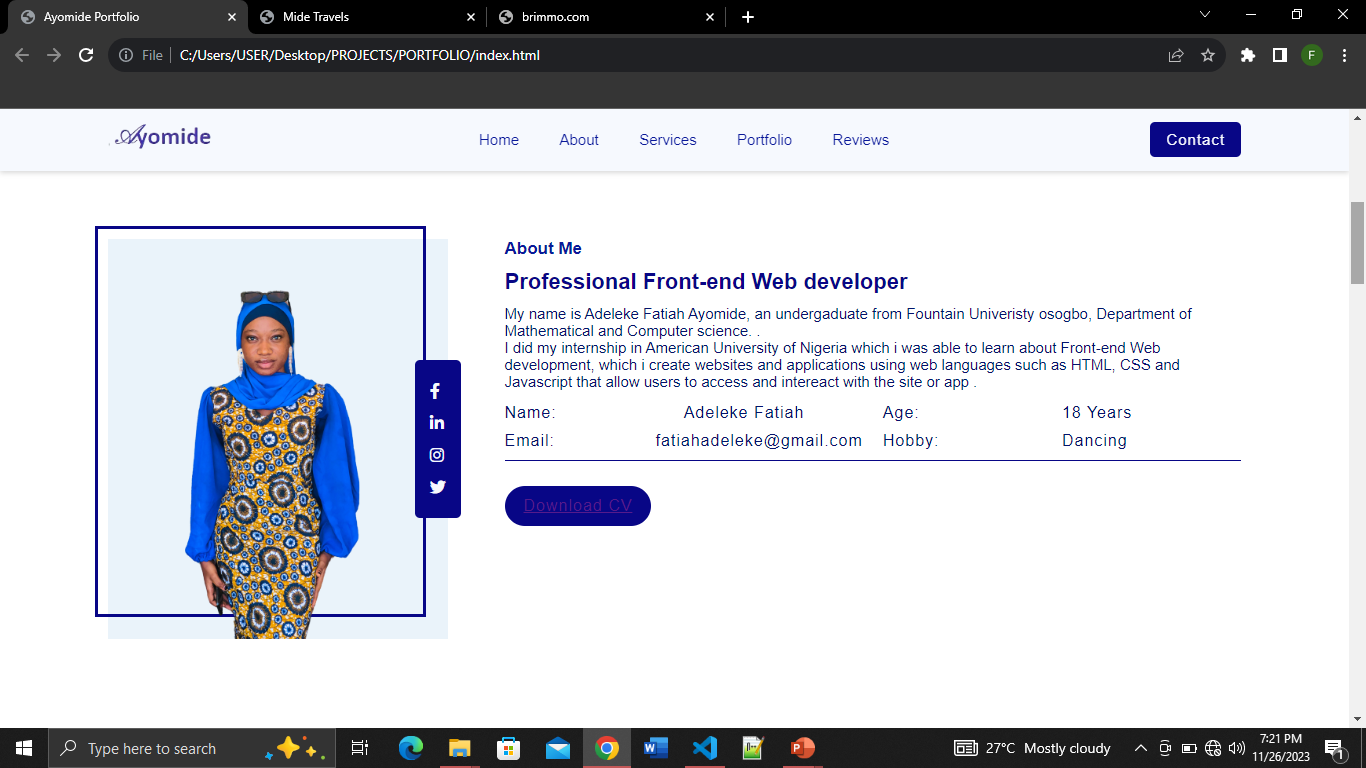 Ayomide Portfolio
Mide Travels
brimmo.com
File
C:/Users/USER/Desktop/PROJECTS/PORTFOLIO/index.html
F
Ayomide
Home About Services Portfolio Reviews
Contact
About Me
Professional Front-end Web developer
My name is Adeleke Fatiah Ayomide, an undergaduate from Fountain Univeristy osogbo, Department of
Mathematical and Computer science. .
I did my internship in American University of Nigeria which i was able to learn about Front-end Web
development, which i create websites and applications using web languages such as HTML, CSS and
Javascript that allow users to access and intereact with the site or app .
Name: Adeleke Fatiah Age: 18 Years
Email: fatiahadeleke@gmail.com Hobby: Dancing
Download CV
Type here to search
27°C Mostly cloudy
7:21 PM
11/26/2023
1